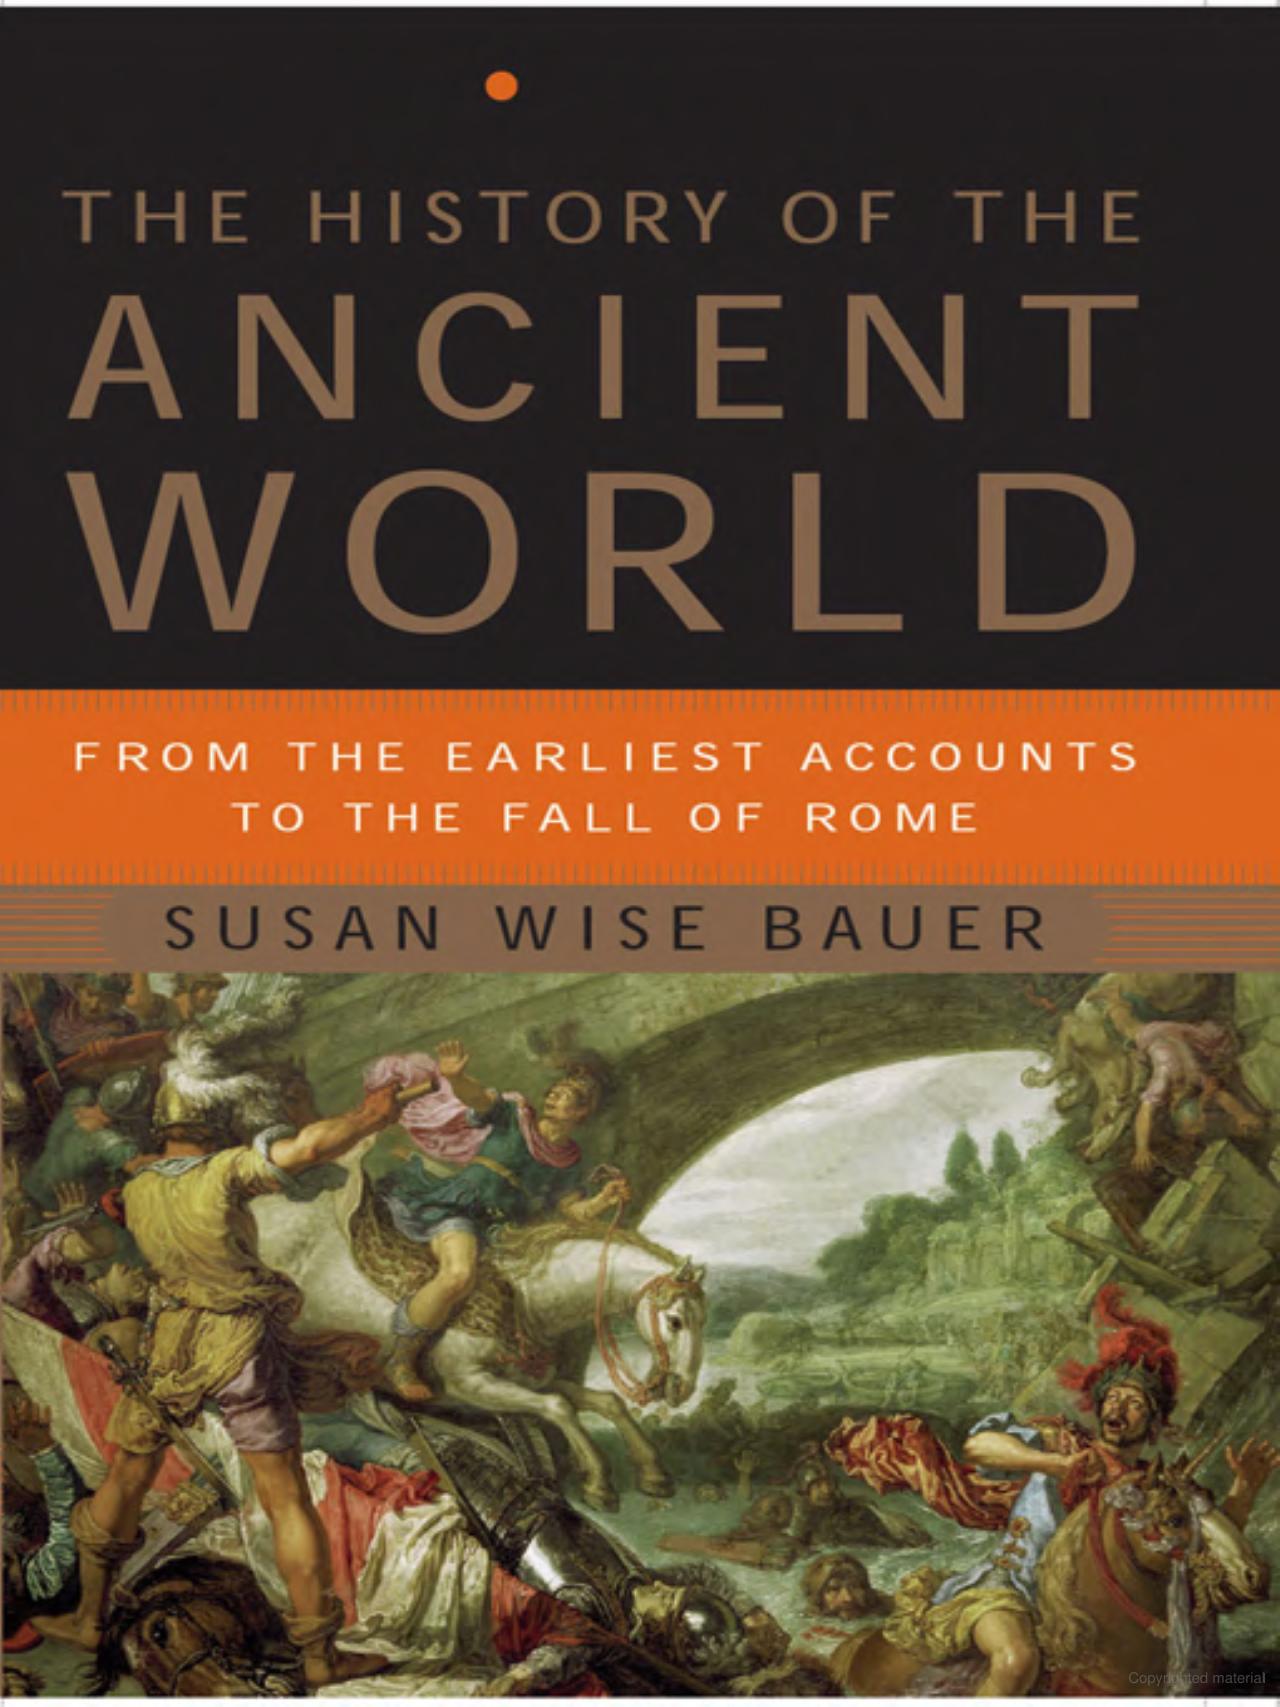 THE HISTORY OF THE
ANCIENT
WORLD
FROM THE EARLIEST ACCOUNTS
TO THE FALL OF ROME
SUSAN WISE BAUER
Copyrighted material